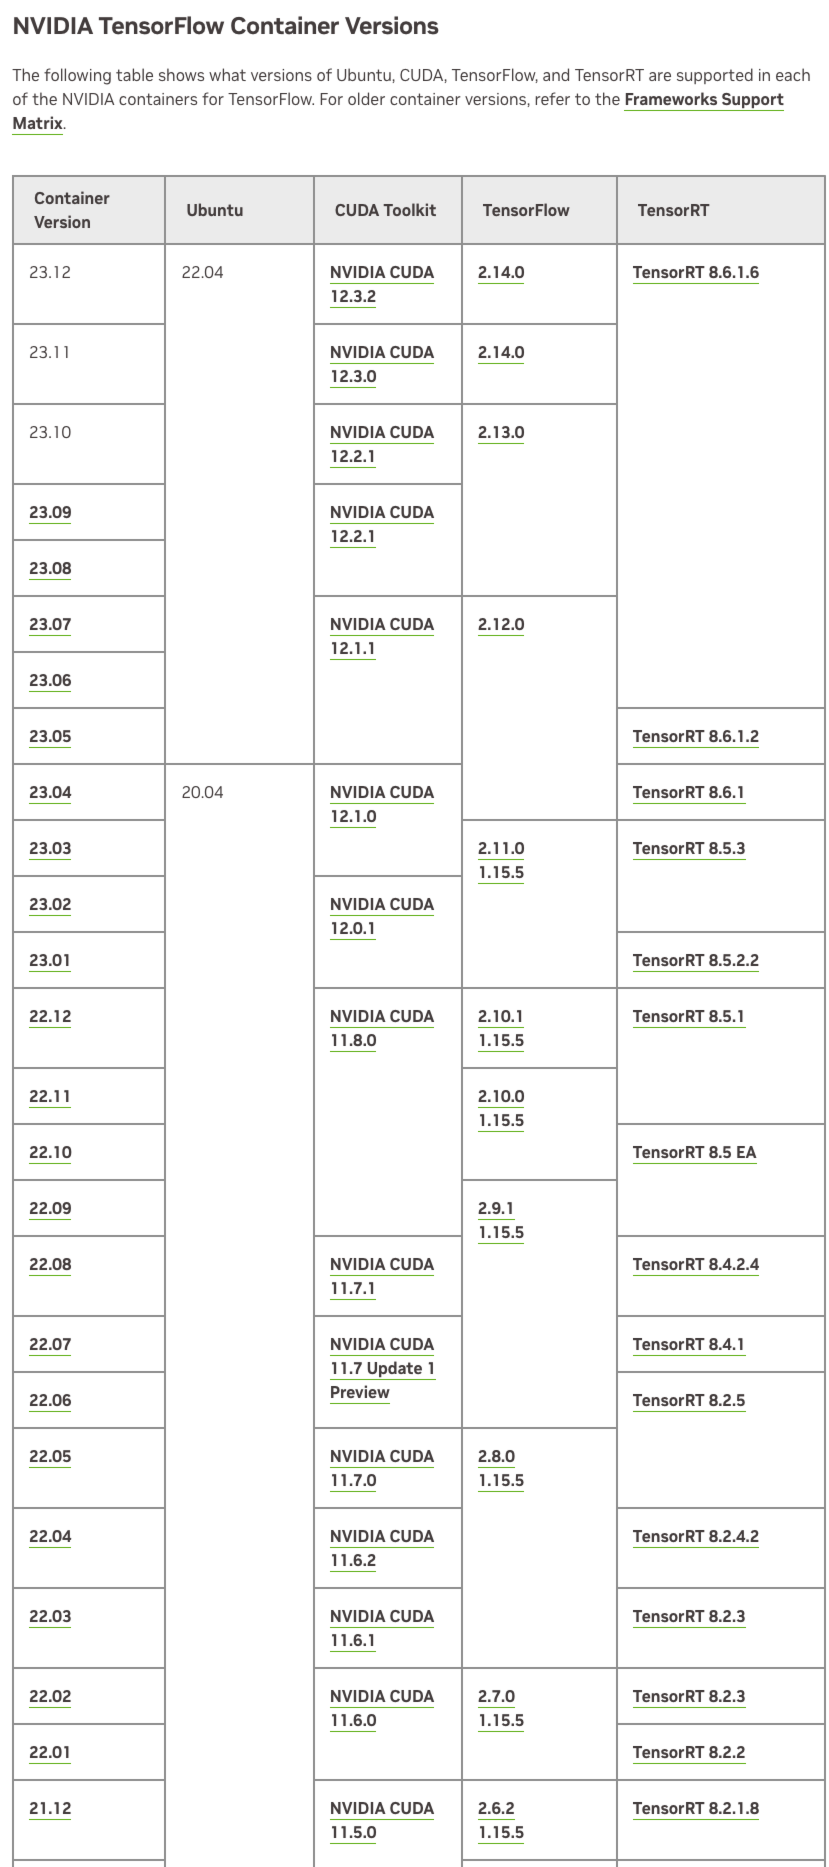 NVIDIA TensorFlow Container Versions
The following table shows what versions of Ubuntu, CUDA, TensorFlow, and TensorRT are supported in each
of the NVIDIA containers for TensorFlow. For older container versions, refer to the Frameworks Support
Matrix.
Container
Version
Ubuntu
CUDA Toolkit
TensorFlow
TensorRT
23.12
22.04
NVIDIA CUDA
12.3.2
2.14.0
TensorRT 8.6.1.6
23.11
NVIDIA CUDA
12.3.0
2.14.0
23.10
NVIDIA CUDA
12.2.1
2.13.0
23.09
NVIDIA CUDA
12.2.1
23.08
23.07
NVIDIA CUDA
12.1.1
2.12.0
23.06
23.05
TensorRT 8.6.1.2
23.04
20.04
NVIDIA CUDA
12.1.0
TensorRT 8.6.1
23.03
2.11.0
1.15.5
TensorRT 8.5.3
23.02
NVIDIA CUDA
12.0.1
23.01
TensorRT 8.5.2.2
22.12
NVIDIA CUDA
11.8.0
2.10.1
1.15.5
TensorRT 8.5.1
22.11
2.10.0
1.15.5
22.10
TensorRT 8.5 EA
22.09
2.9.1
1.15.5
22.08
NVIDIA CUDA
11.7.1
TensorRT 8.4.2.4
22.07
NVIDIA CUDA
11.7 Update 1
Preview
TensorRT 8.4.1
22.06
TensorRT 8.2.5
22.05
NVIDIA CUDA
11.7.0
2.8.0
1.15.5
22.04
NVIDIA CUDA
11.6.2
TensorRT 8.2.4.2
22.03
NVIDIA CUDA
11.6.1
TensorRT 8.2.3
22.02
NVIDIA CUDA
11.6.0
2.7.0
1.15.5
TensorRT 8.2.3
22.01
TensorRT 8.2.2
21.12
NVIDIA CUDA
11.5.0
2.6.2
1.15.5
TensorRT 8.2.1.8